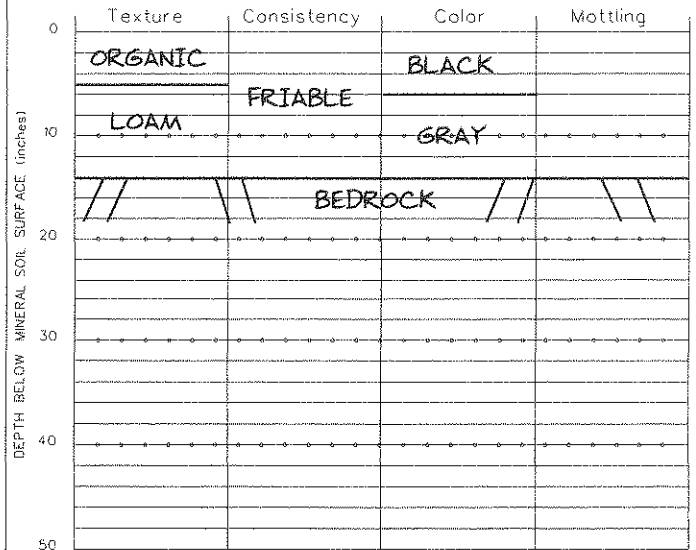 Texture Consistency Color Mottling
0
ORGANIC
BLACK
FRIABLE
LOAM
10
GRAY
BEDROCK
20
30
40
50
DEPTH BELOW MINERAL SOIL SURFACE (inches)